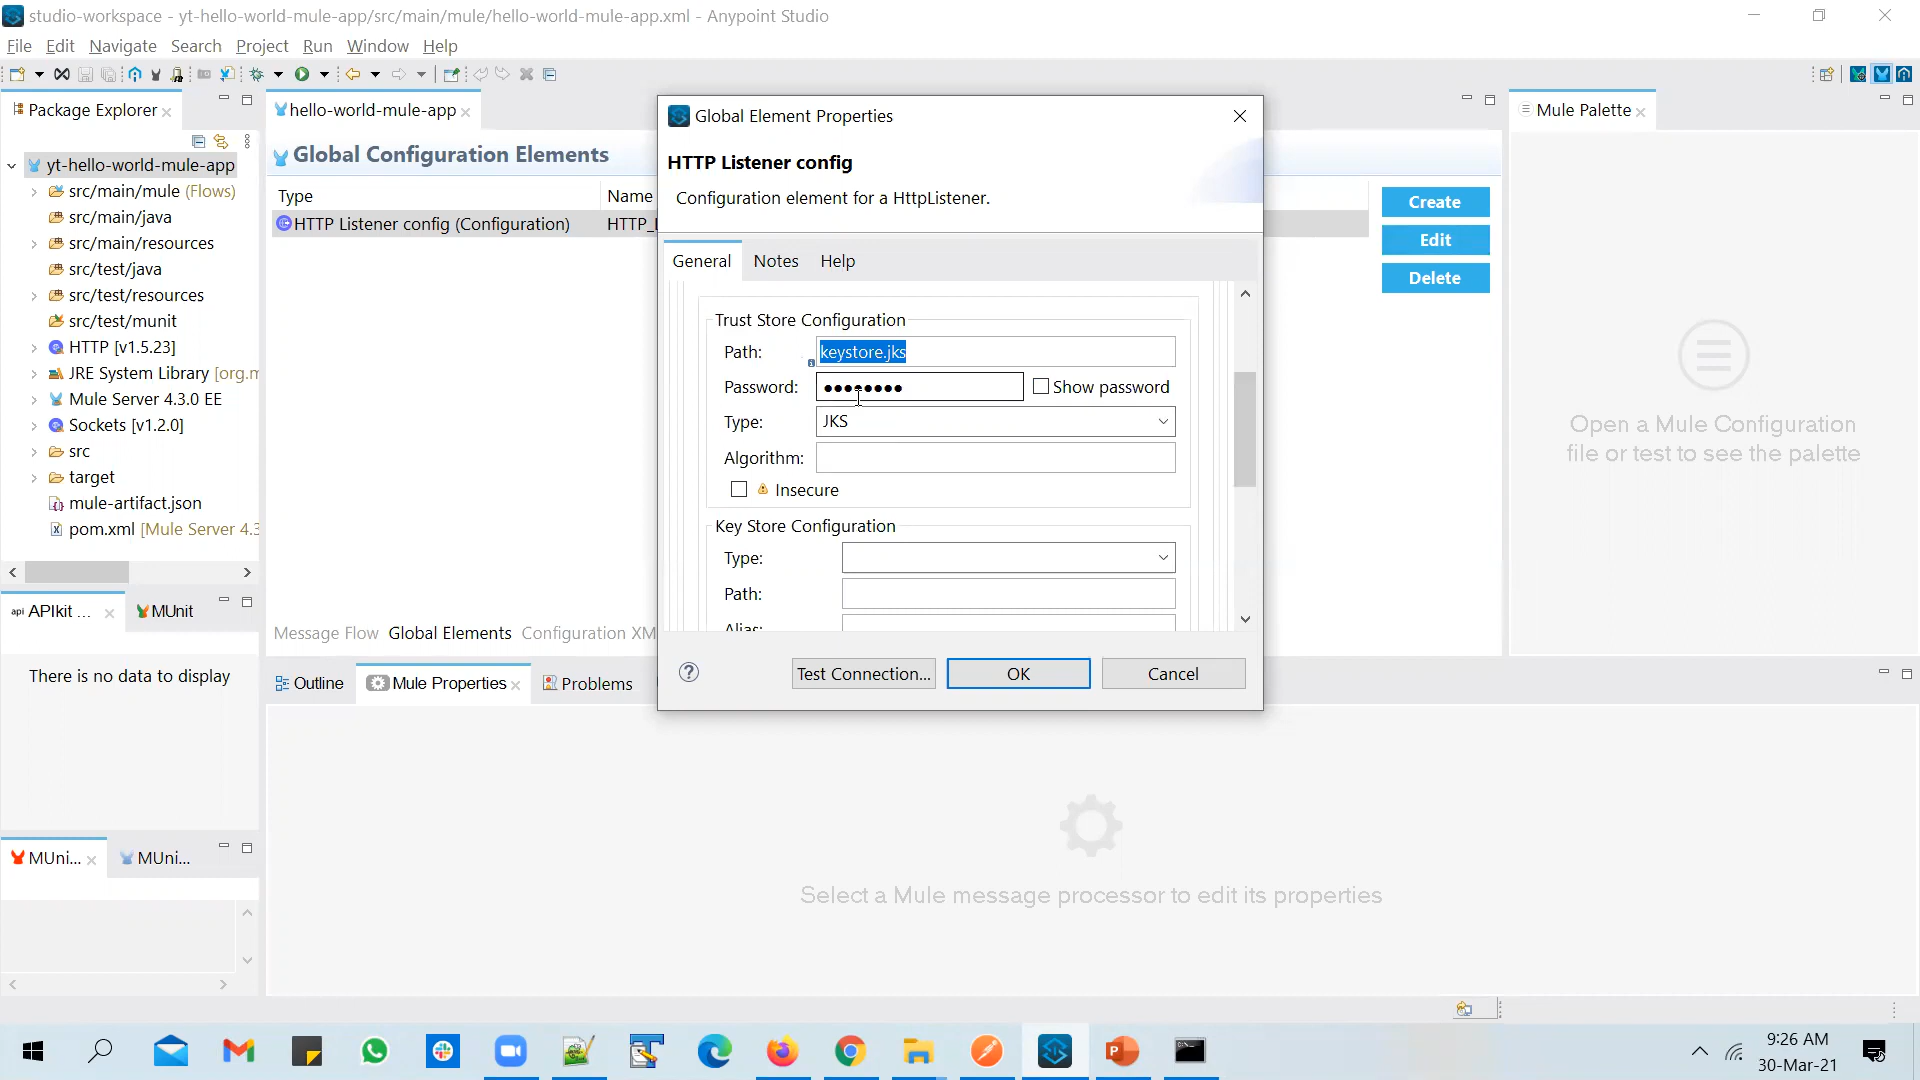 studio-workspace - yt-hello-world-mule-app/src/main/mule/hello-world-mule-app.xml - Anypoint Studio
File Edit Navigate Search Project Run Window Help
Package Explorer
yt-hello-world-mule-app
src/main/mule (Flows)
src/main/java
src/main/resources
src/test/java
src/test/resources
src/test/munit
HTTP [v1.5.23]
JRE System Library [org.m
Mule Server 4.3.0 EE
Sockets [v1.2.0]
src
target
mule-artifact.json
pom.xml [Mule Server 4.3
api APIkit ...
MUnit
There is no data to display
MUni...
MUni...
hello-world-mule-app
Global Configuration Elements
Type Name
HTTP Listener config (Configuration) HTTP_
Create
Edit
Delete
Message Flow Global Elements Configuration XM
Global Element Properties
HTTP Listener config
Configuration element for a HttpListener.
General Notes Help
Trust Store Configuration
Path: keystore.jks
Password: ●●●●●●●● Show password
Type: JKS
Algorithm:
Insecure
Key Store Configuration
Type:
Path:
Alias:
Test Connection... OK Cancel
Mule Palette
Open a Mule Configuration
file or test to see the palette
Outline Mule Properties Problems
Select a Mule message processor to edit its properties
9:26 AM
30-Mar-21